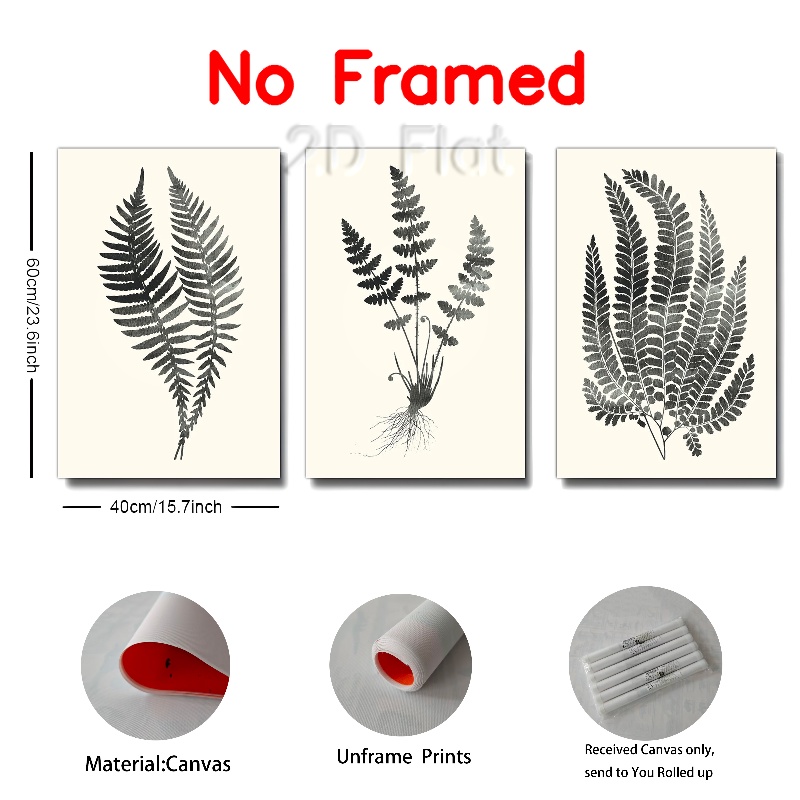 No Framed
2D Flat
60cm/23.6inch
40cm/15.7inch
Material:Canvas
Unframe Prints
Received Canvas only,
send to You Rolled up